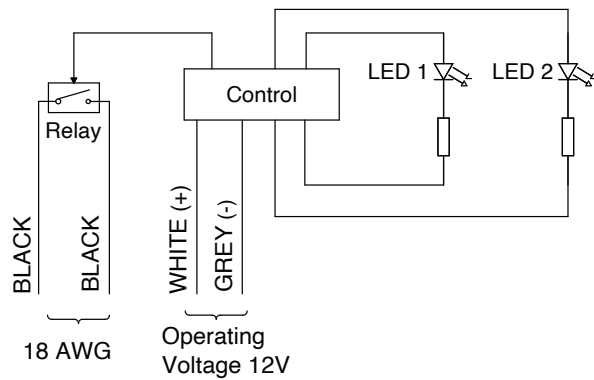 LED 1
LED 2
Control
Relay
BLACK
BLACK
WHITE (+)
GREY (-)
18 AWG
Operating
Voltage 12V